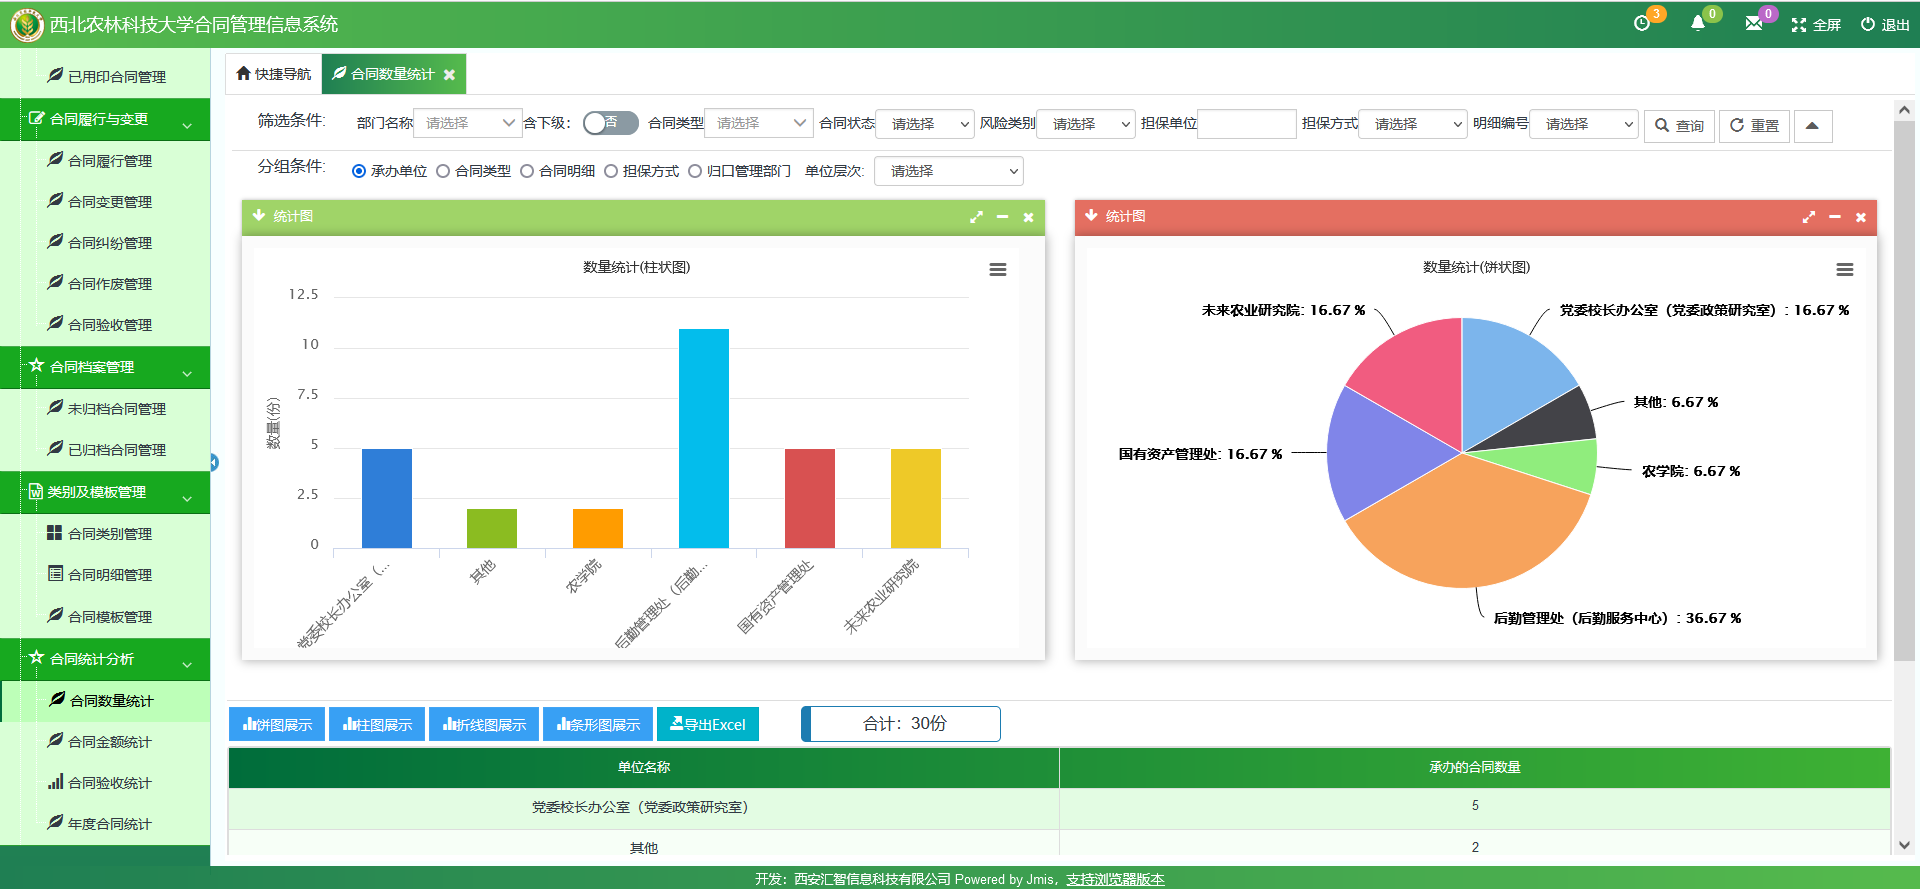 西北农林科技大学合同管理信息系统
3
0
0
全屏
退出
已用印合同管理
合同履行与变更
合同履行管理
合同变更管理
合同纠纷管理
合同作废管理
合同验收管理
合同档案管理
未归档合同管理
已归档合同管理
类别及模板管理
合同类别管理
合同明细管理
合同模板管理
合同统计分析
合同数量统计
合同金额统计
合同验收统计
年度合同统计
快捷导航
合同数量统计
筛选条件:
部门名称 请选择 含下级: 否 合同类型 请选择 合同状态 请选择 风险类别 请选择 担保单位 担保方式 请选择 明细编号 请选择 查询 重置
分组条件:
承办单位 合同类型 合同明细 担保方式 归口管理部门 单位层次: 请选择
统计图
数量统计(柱状图)
12.5
10
7.5
5
2.5
0
数量(份)
党委校长办公室（...
其他
农学院
后勤管理处（后勤...
国有资产管理处
未来农业研究院
统计图
数量统计(饼状图)
未来农业研究院: 16.67 %
党委校长办公室（党委政策研究室）: 16.67 %
其他: 6.67 %
国有资产管理处: 16.67 %
农学院: 6.67 %
后勤管理处（后勤服务中心）: 36.67 %
饼图展示
柱图展示
折线图展示
条形图展示
导出Excel
合计：30份
单位名称 承办的合同数量
党委校长办公室（党委政策研究室） 5
其他 2
开发：西安汇智信息科技有限公司 Powered by Jmis，支持浏览器版本